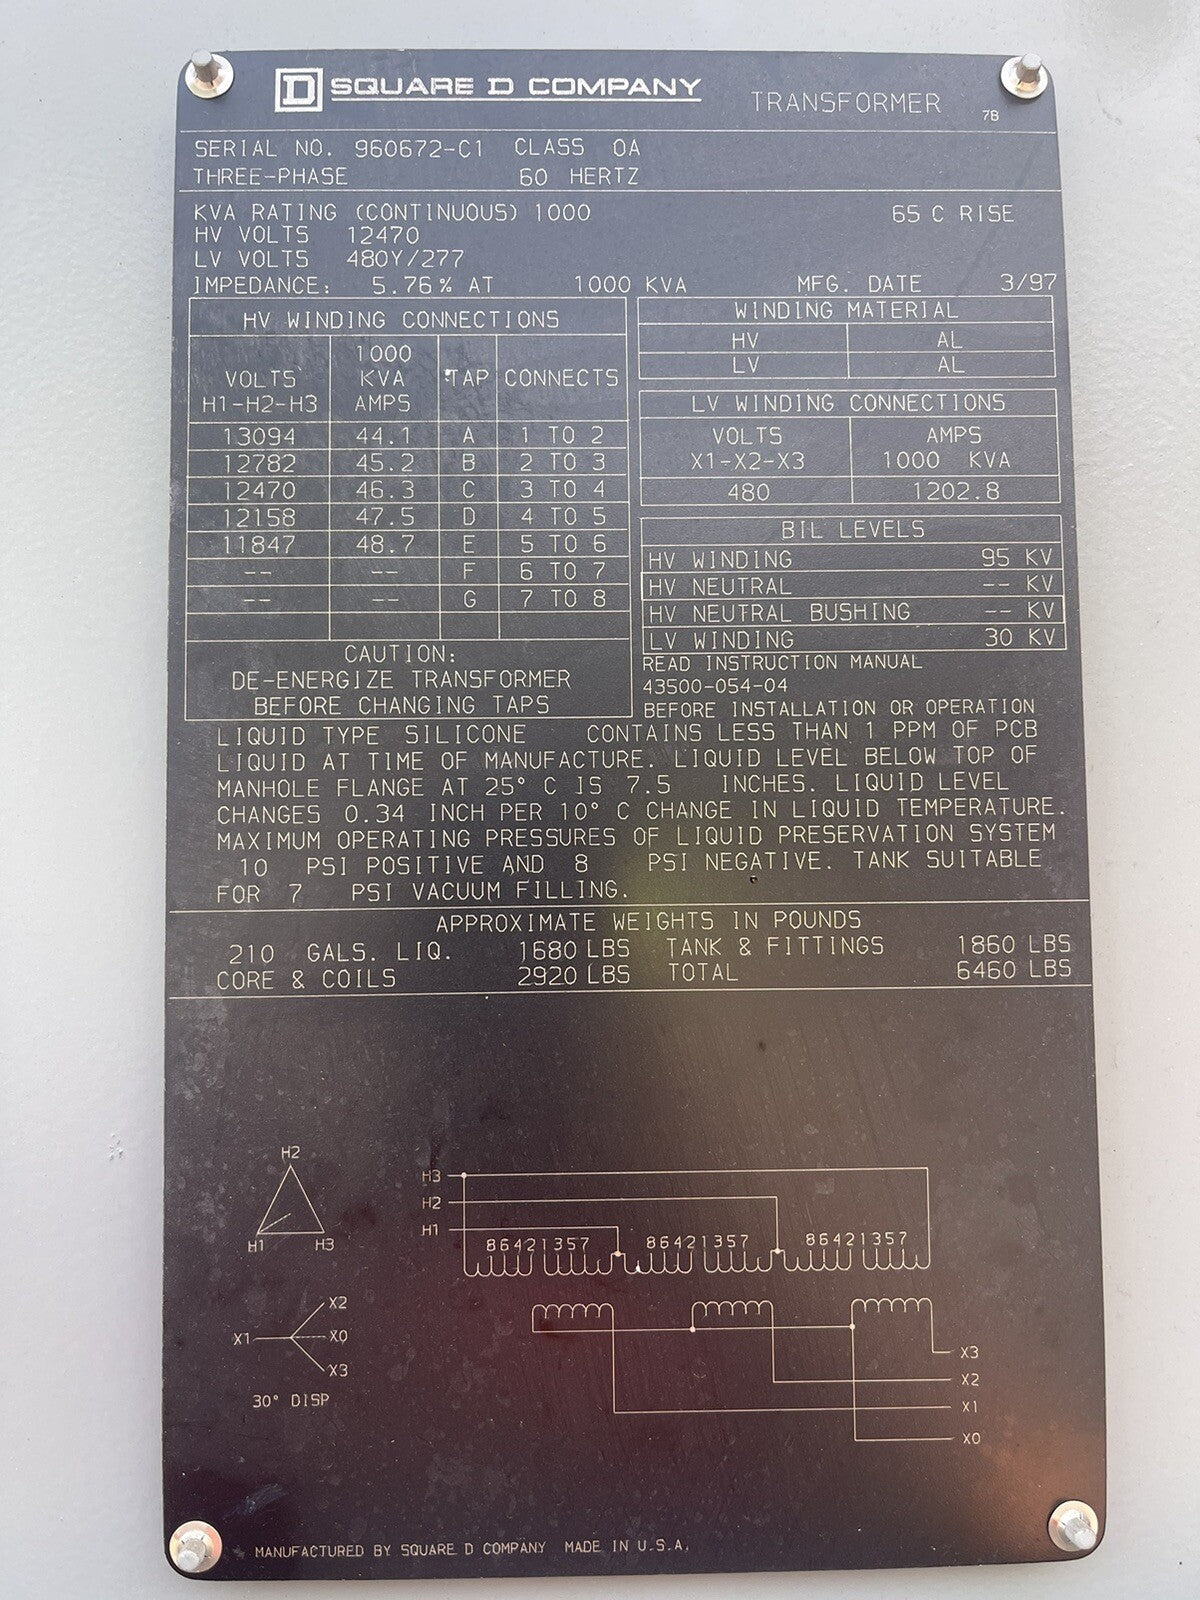 D SQUARE D COMPANY TRANSFORMER 7B
SERIAL NO. 960672-C1 CLASS OA
THREE-PHASE 60 HERTZ
KVA RATING (CONTINUOUS) 1000 65 C RISE
HV VOLTS 12470
LV VOLTS 480Y/277
IMPEDANCE: 5.76% AT 1000 KVA MFG. DATE 3/97
HV WINDING CONNECTIONS
VOLTS H1-H2-H3 1000 KVA AMPS TAP CONNECTS
13094 44.1 A 1 TO 2
12782 45.2 B 2 TO 3
12470 46.3 C 3 TO 4
12158 47.5 D 4 TO 5
11847 48.7 E 5 TO 6
-- -- F 6 TO 7
-- -- G 7 TO 8
CAUTION:
DE-ENERGIZE TRANSFORMER
BEFORE CHANGING TAPS
WINDING MATERIAL
HV AL
LV AL
LV WINDING CONNECTIONS
VOLTS AMPS
X1-X2-X3 1000 KVA
480 1202.8
BIL LEVELS
HV WINDING 95 KV
HV NEUTRAL -- KV
HV NEUTRAL BUSHING -- KV
LV WINDING 30 KV
READ INSTRUCTION MANUAL
43500-054-04
BEFORE INSTALLATION OR OPERATION
LIQUID TYPE SILICONE CONTAINS LESS THAN 1 PPM OF PCB
LIQUID AT TIME OF MANUFACTURE. LIQUID LEVEL BELOW TOP OF
MANHOLE FLANGE AT 25° C IS 7.5 INCHES. LIQUID LEVEL
CHANGES 0.34 INCH PER 10° C CHANGE IN LIQUID TEMPERATURE.
MAXIMUM OPERATING PRESSURES OF LIQUID PRESERVATION SYSTEM
10 PSI POSITIVE AND 8 PSI NEGATIVE. TANK SUITABLE
FOR 7 PSI VACUUM FILLING.
APPROXIMATE WEIGHTS IN POUNDS
210 GALS. LIQ. 1680 LBS TANK & FITTINGS 1860 LBS
CORE & COILS 2920 LBS TOTAL 6460 LBS
H2
H1 H3
X2
X1 X0
X3
30° DISP
H3
H2
H1
86421357 86421357 86421357
X3
X2
X1
X0
MANUFACTURED BY SQUARE D COMPANY MADE IN U.S.A.